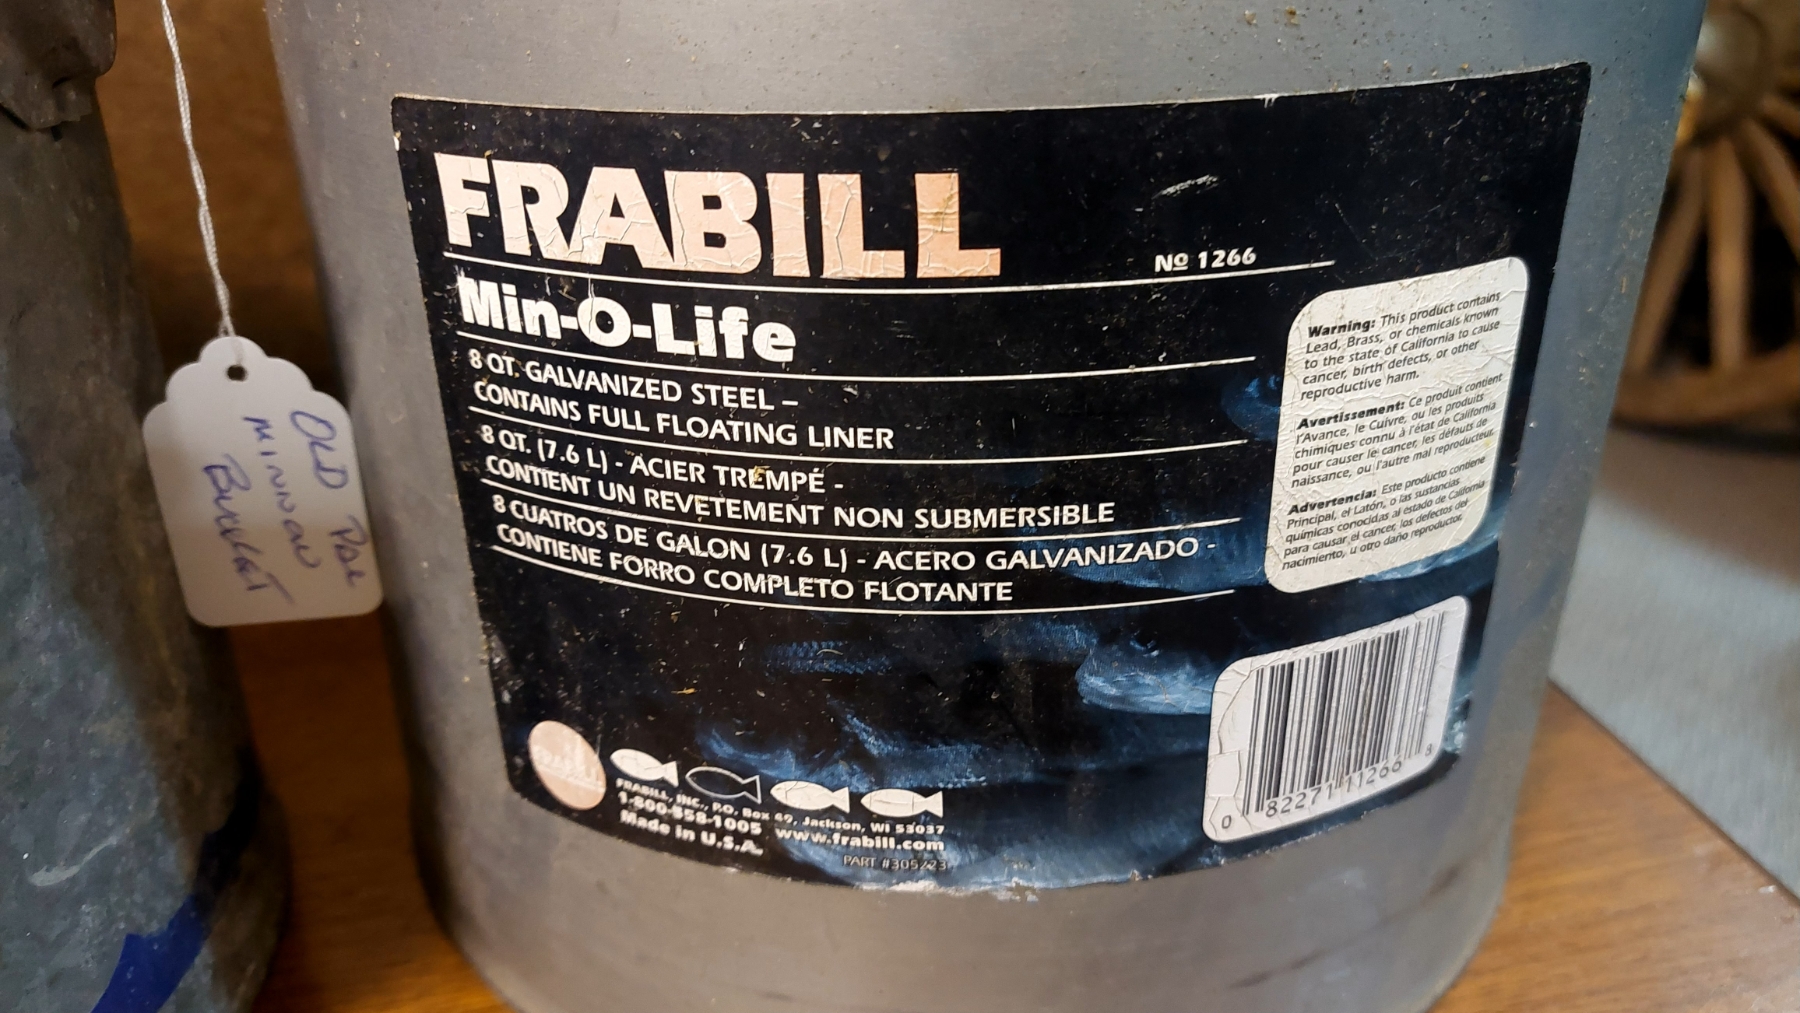 FRABILL
Nº 1266
Min-O-Life
8 QT. GALVANIZED STEEL –
CONTAINS FULL FLOATING LINER
8 QT. (7.6 L) - ACIER TREMPÉ -
CONTIENT UN REVETEMENT NON SUBMERSIBLE
8 CUATROS DE GALON (7.6 L) - ACERO GALVANIZADO -
CONTIENE FORRO COMPLETO FLOTANTE
Warning: This product contains
Lead, Brass, or chemicals known
to the state of California to cause
cancer, birth defects, or other
reproductive harm.
Avertissement: Ce produit contient
l'Avance, le Cuivre, ou les produits
chimiques connu à l'état de California
pour causer le cancer, les défauts de
naissance, ou l'autre mal reproducteur.
Advertencia: Este producto contiene
Principal, el Latón, o las sustancias
químicas conocidas al estado de California
para causar el cancer, los defectos del
nacimiento, u otro daño reproductor.
FRABILL
FRABILL, INC., P.O. Box 49, Jackson, WI 53037
1-800-558-1005 www.frabill.com
Made in U.S.A.
PART #305223
0 82271 11266 8
OLD
MINNOW
BUCKET